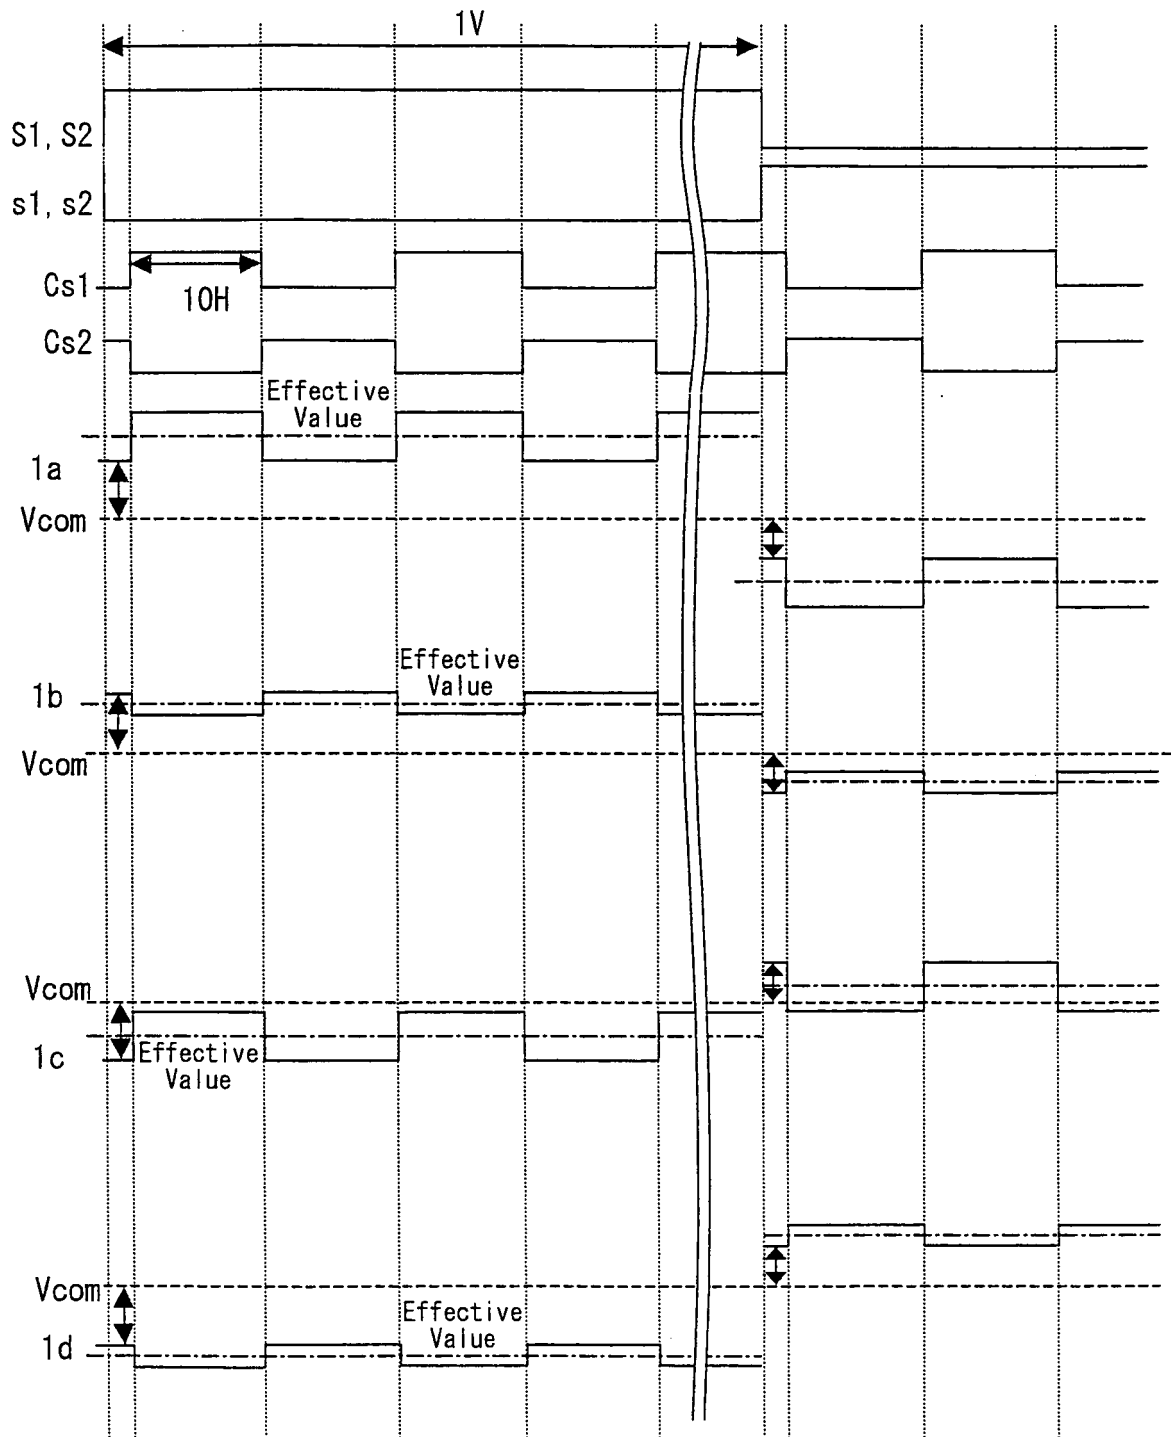 1V
S1, S2
s1, s2
Cs1
10H
Cs2
Effective
Value
1a
Vcom
Effective
Value
1b
Vcom
Vcom
1c
Effective
Value
Vcom
Effective
Value
1d